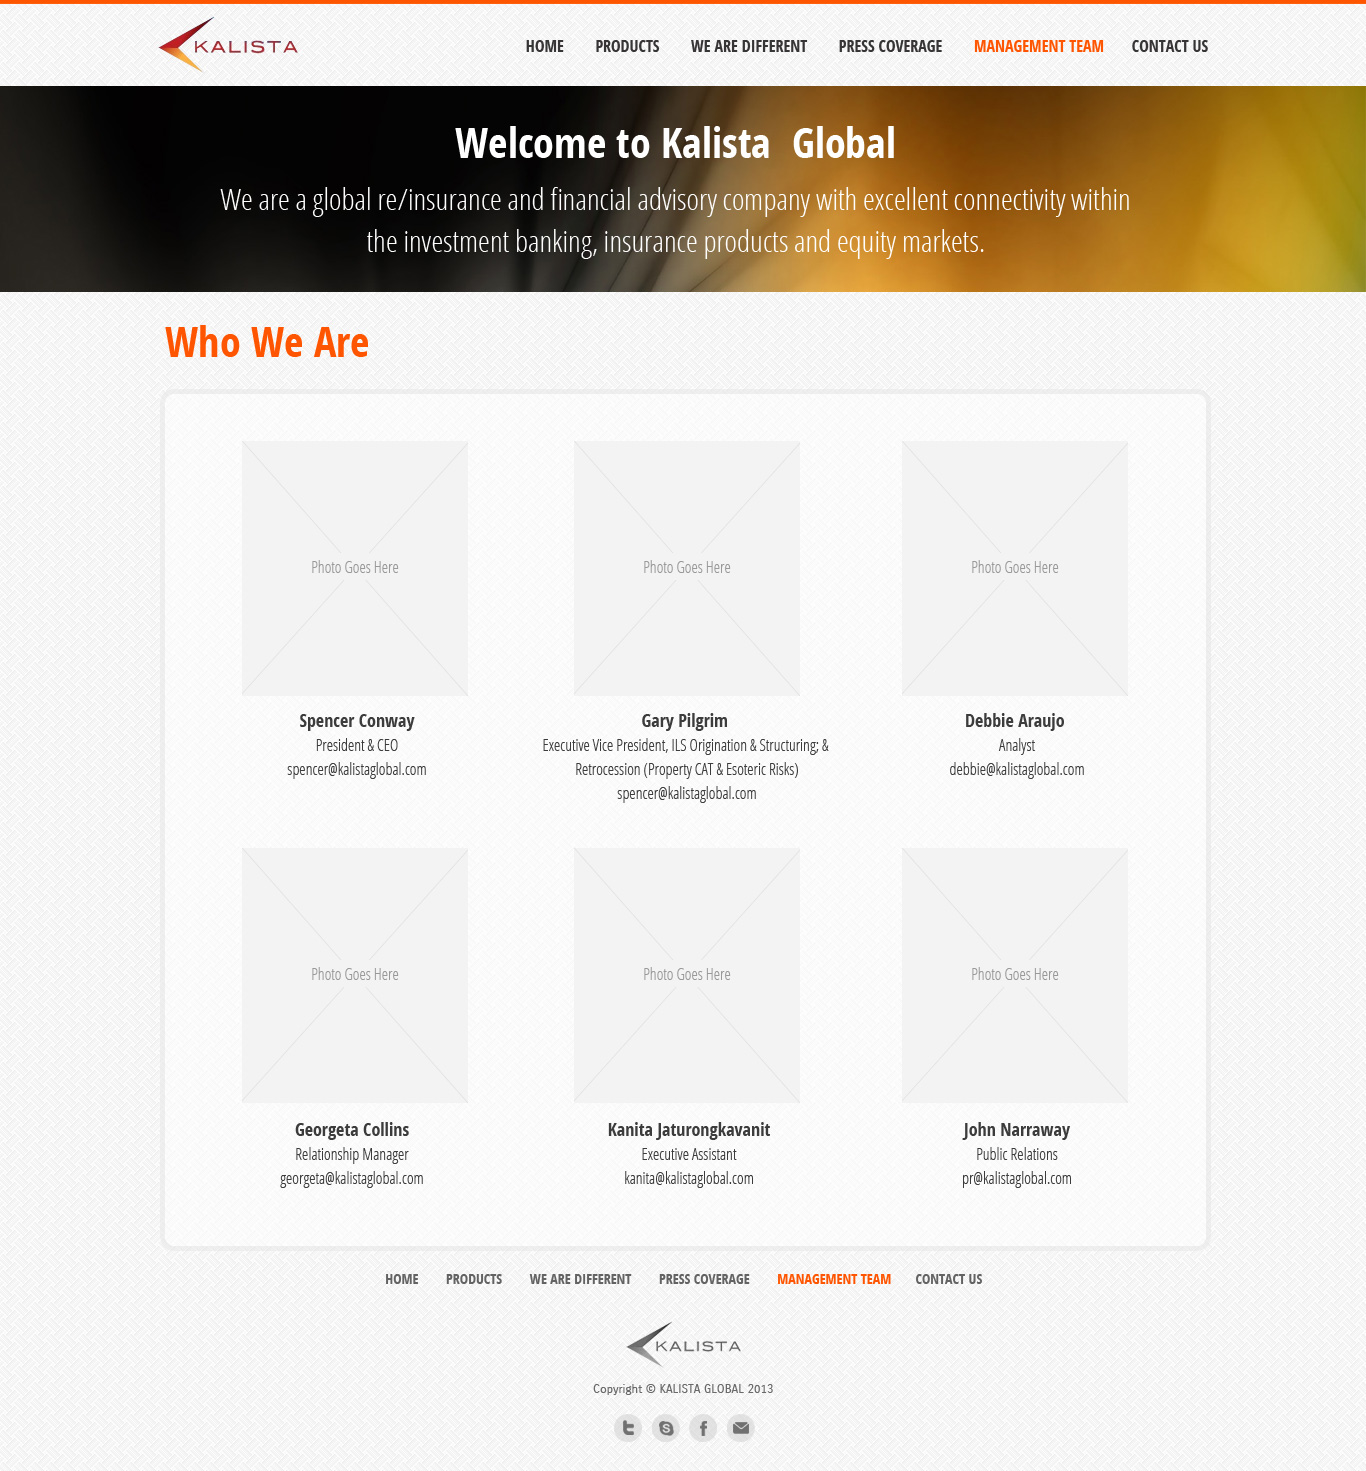 KALISTA
HOME PRODUCTS WE ARE DIFFERENT PRESS COVERAGE MANAGEMENT TEAM CONTACT US
Welcome to Kalista Global
We are a global re/insurance and financial advisory company with excellent connectivity within
the investment banking, insurance products and equity markets.
Who We Are
Photo Goes Here
Photo Goes Here
Photo Goes Here
Spencer Conway
President & CEO
spencer@kalistaglobal.com
Gary Pilgrim
Executive Vice President, ILS Origination & Structuring; &
Retrocession (Property CAT & Esoteric Risks)
spencer@kalistaglobal.com
Debbie Araujo
Analyst
debbie@kalistaglobal.com
Photo Goes Here
Photo Goes Here
Photo Goes Here
Georgeta Collins
Relationship Manager
georgeta@kalistaglobal.com
Kanita Jaturongkavanit
Executive Assistant
kanita@kalistaglobal.com
John Narraway
Public Relations
pr@kalistaglobal.com
HOME PRODUCTS WE ARE DIFFERENT PRESS COVERAGE MANAGEMENT TEAM CONTACT US
KALISTA
Copyright © KALISTA GLOBAL 2013